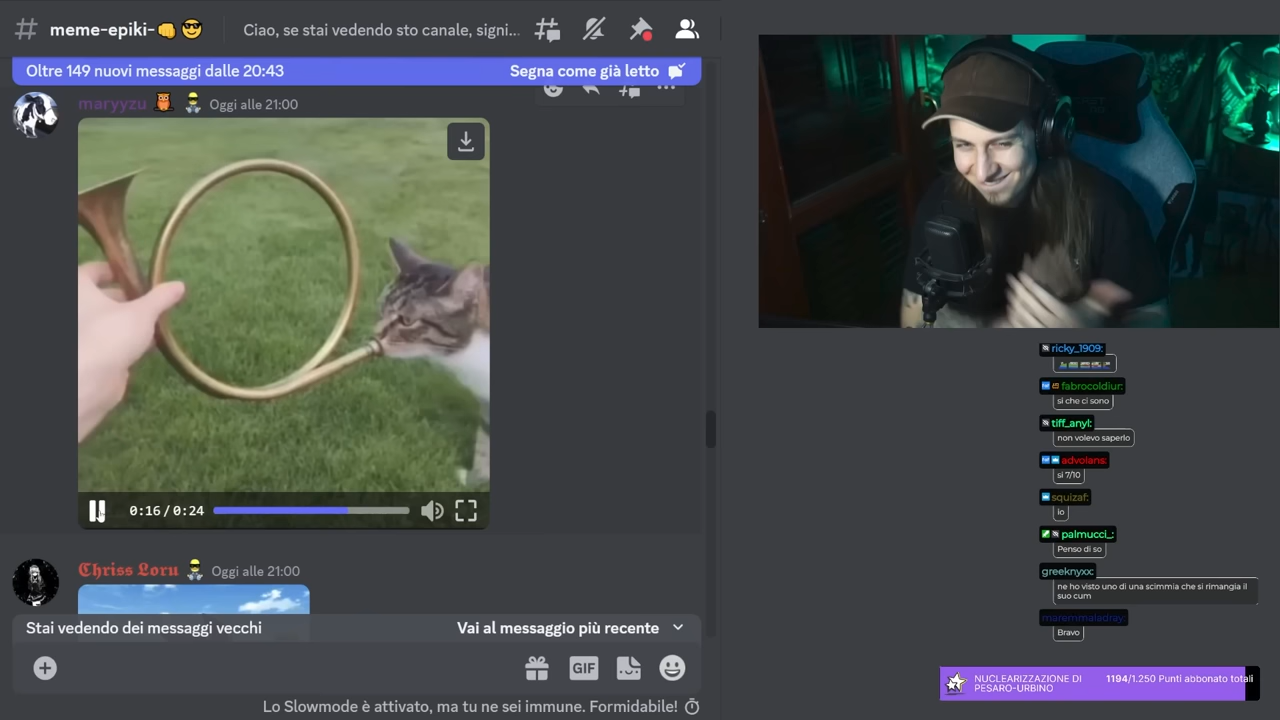 meme-epiki-👊😎
Ciao, se stai vedendo sto canale, signi...
Oltre 149 nuovi messaggi dalle 20:43
Segna come già letto
maryyzu
Oggi alle 21:00
0:16/0:24
Chriss Loru
Oggi alle 21:00
Stai vedendo dei messaggi vecchi
Vai al messaggio più recente
GIF
Lo Slowmode è attivato, ma tu ne sei immune. Formidabile!
ricky_1909:
fabrocoldiur:
si che ci sono
tiff_anyl:
non volevo saperlo
advolans:
si 7/10
squizaf:
io
palmucci_:
Penso di so
greeknyxx:
ne ho visto uno di una scimmia che si rimangia il
suo cum
maremmaladray:
Bravo
NUCLEARIZZAZIONE DI
PESARO-URBINO
1194/1.250 Punti abbonato totali